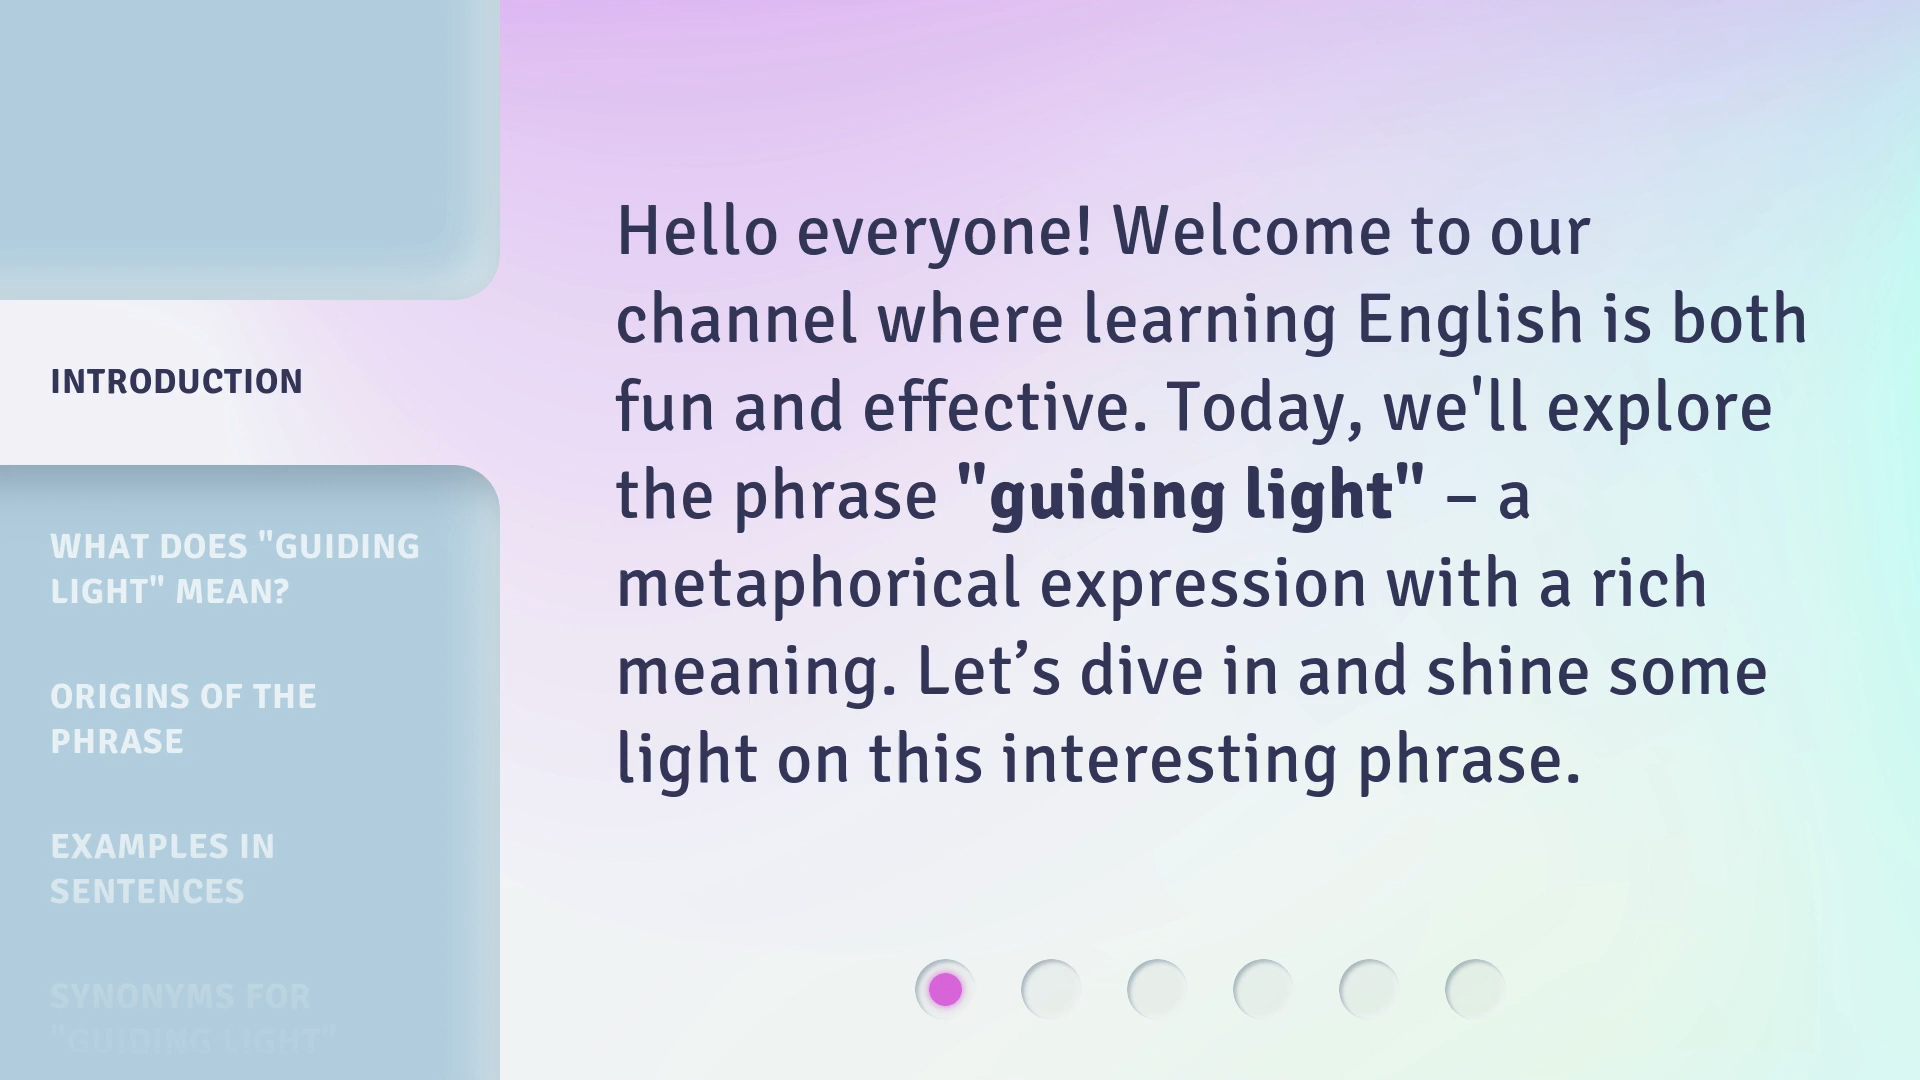 INTRODUCTION
WHAT DOES "GUIDING
LIGHT" MEAN?
ORIGINS OF THE
PHRASE
EXAMPLES IN
SENTENCES
SYNONYMS FOR
"GUIDING LIGHT"
Hello everyone! Welcome to our
channel where learning English is both
fun and effective. Today, we'll explore
the phrase "guiding light" – a
metaphorical expression with a rich
meaning. Let’s dive in and shine some
light on this interesting phrase.